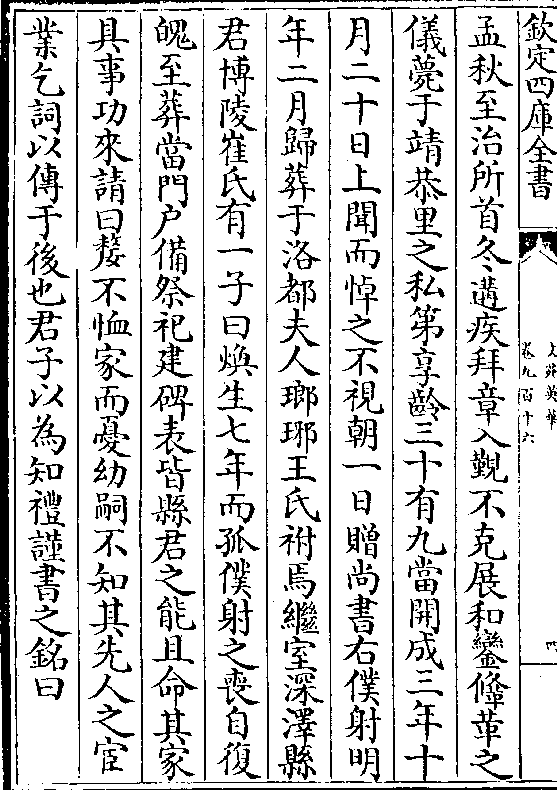 欽定四庫全書
文苑英華
卷九百十六
四
孟秋至治所首冬遘疾拜章入覲不克展和鑾鞗革之
儀薨于靖恭里之私第享齡三十有九當開成三年十
月二十日上聞而悼之不視朝一日贈尚書右僕射明
年二月歸葬于洛都夫人瑯琊王氏祔焉繼室深澤縣
君博陵崔氏有一子曰煥生七年而孤僕射之喪自復
魄至葬當門户備祭祀建碑表皆縣君之能且命其家
具事功來請曰嫠不恤家而憂幼嗣不知其先人之宦
業乞詞以傳于後也君子以為知禮謹書之銘曰